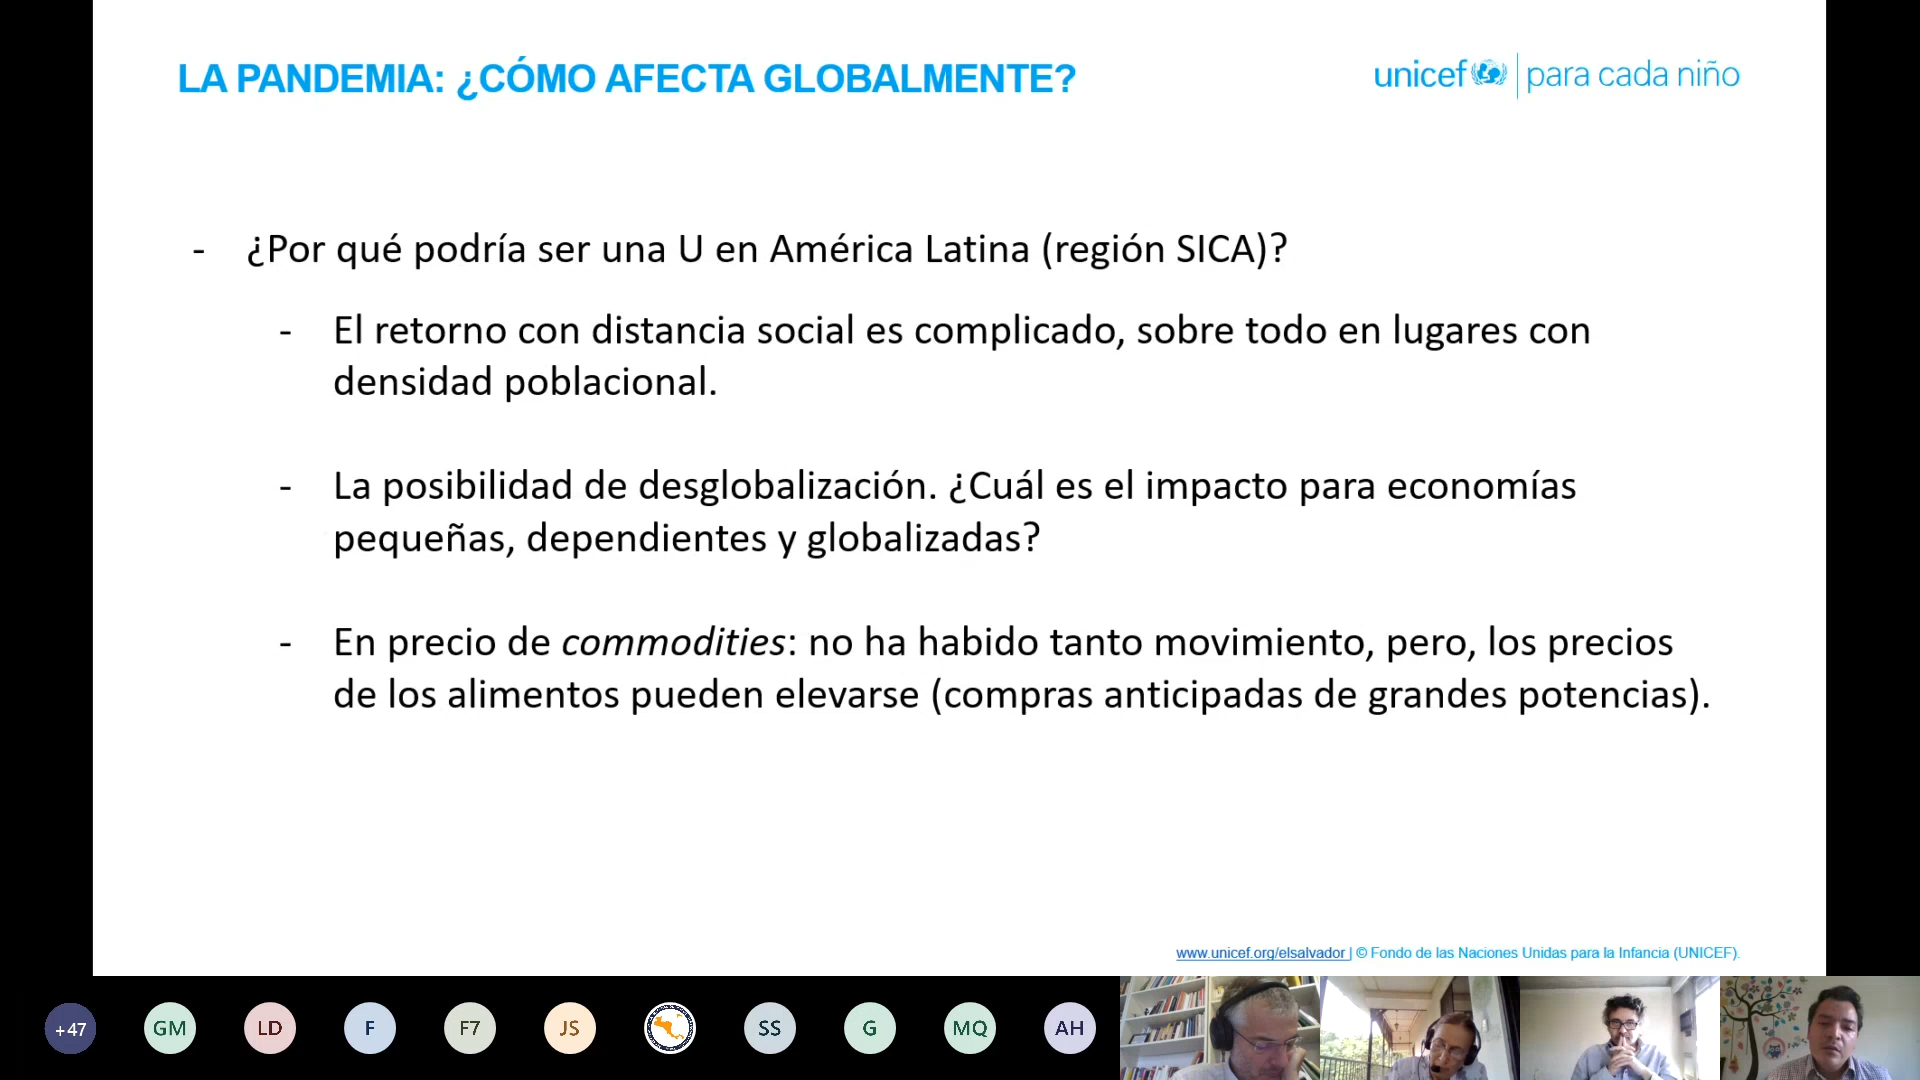 LA PANDEMIA: ¿CÓMO AFECTA GLOBALMENTE?
unicef | para cada niño
- ¿Por qué podría ser una U en América Latina (región SICA)?
- El retorno con distancia social es complicado, sobre todo en lugares con
densidad poblacional.
- La posibilidad de desglobalización. ¿Cuál es el impacto para economías
pequeñas, dependientes y globalizadas?
- En precio de commodities: no ha habido tanto movimiento, pero, los precios
de los alimentos pueden elevarse (compras anticipadas de grandes potencias).
www.unicef.org/elsalvador | © Fondo de las Naciones Unidas para la Infancia (UNICEF).
+47 GM LD F F7 JS SS G MQ AH